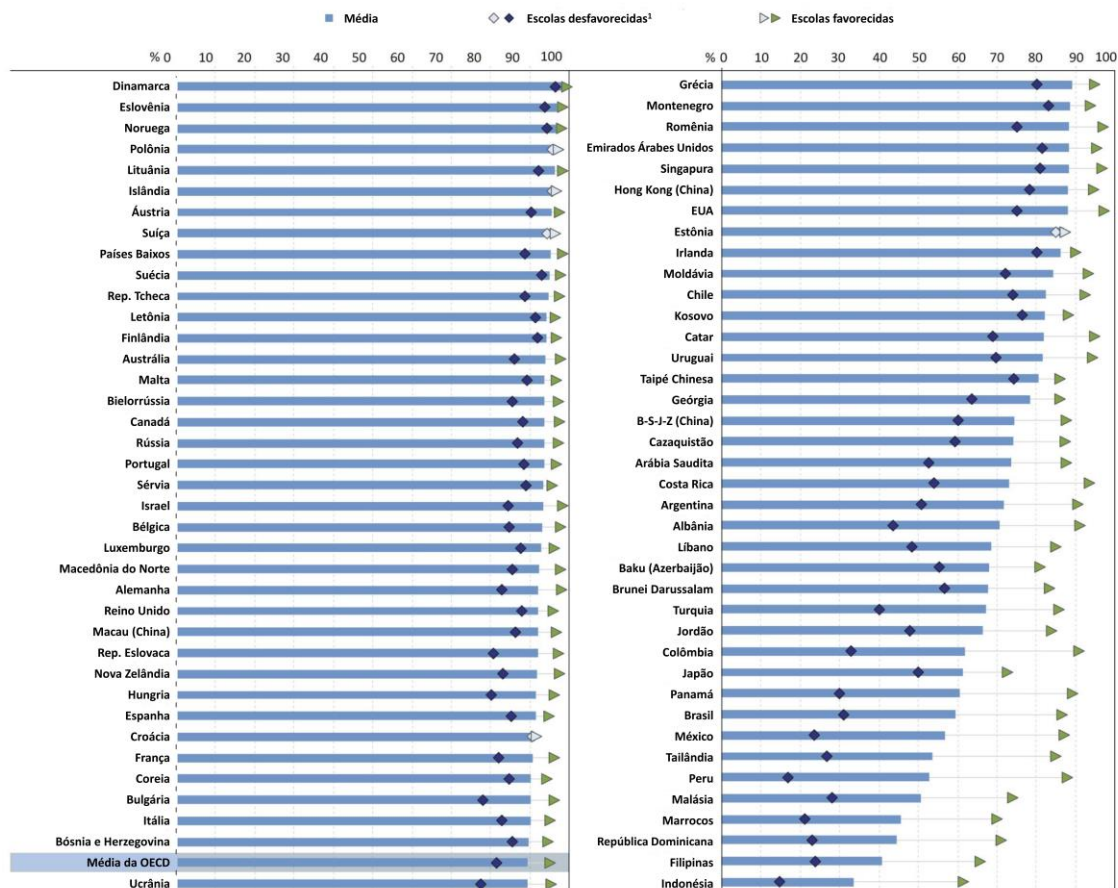 Média Escolas desfavorecidas¹ Escolas favorecidas
% 0 10 20 30 40 50 60 70 80 90 100
Dinamarca
Eslovênia
Noruega
Polônia
Lituânia
Islândia
Áustria
Suíça
Países Baixos
Suécia
Rep. Tcheca
Letônia
Finlândia
Austrália
Malta
Bielorrússia
Canadá
Rússia
Portugal
Sérvia
Israel
Bélgica
Luxemburgo
Macedônia do Norte
Alemanha
Reino Unido
Macau (China)
Rep. Eslovaca
Nova Zelândia
Hungria
Espanha
Croácia
França
Coreia
Bulgária
Itália
Bósnia e Herzegovina
Média da OECD
Ucrânia
% 0 10 20 30 40 50 60 70 80 90 100
Grécia
Montenegro
Romênia
Emirados Árabes Unidos
Singapura
Hong Kong (China)
EUA
Estônia
Irlanda
Moldávia
Chile
Kosovo
Catar
Uruguai
Taipé Chinesa
Geórgia
B-S-J-Z (China)
Cazaquistão
Arábia Saudita
Costa Rica
Argentina
Albânia
Líbano
Baku (Azerbaijão)
Brunei Darussalam
Turquia
Jordão
Colômbia
Japão
Panamá
Brasil
México
Tailândia
Peru
Malásia
Marrocos
República Dominicana
Filipinas
Indonésia